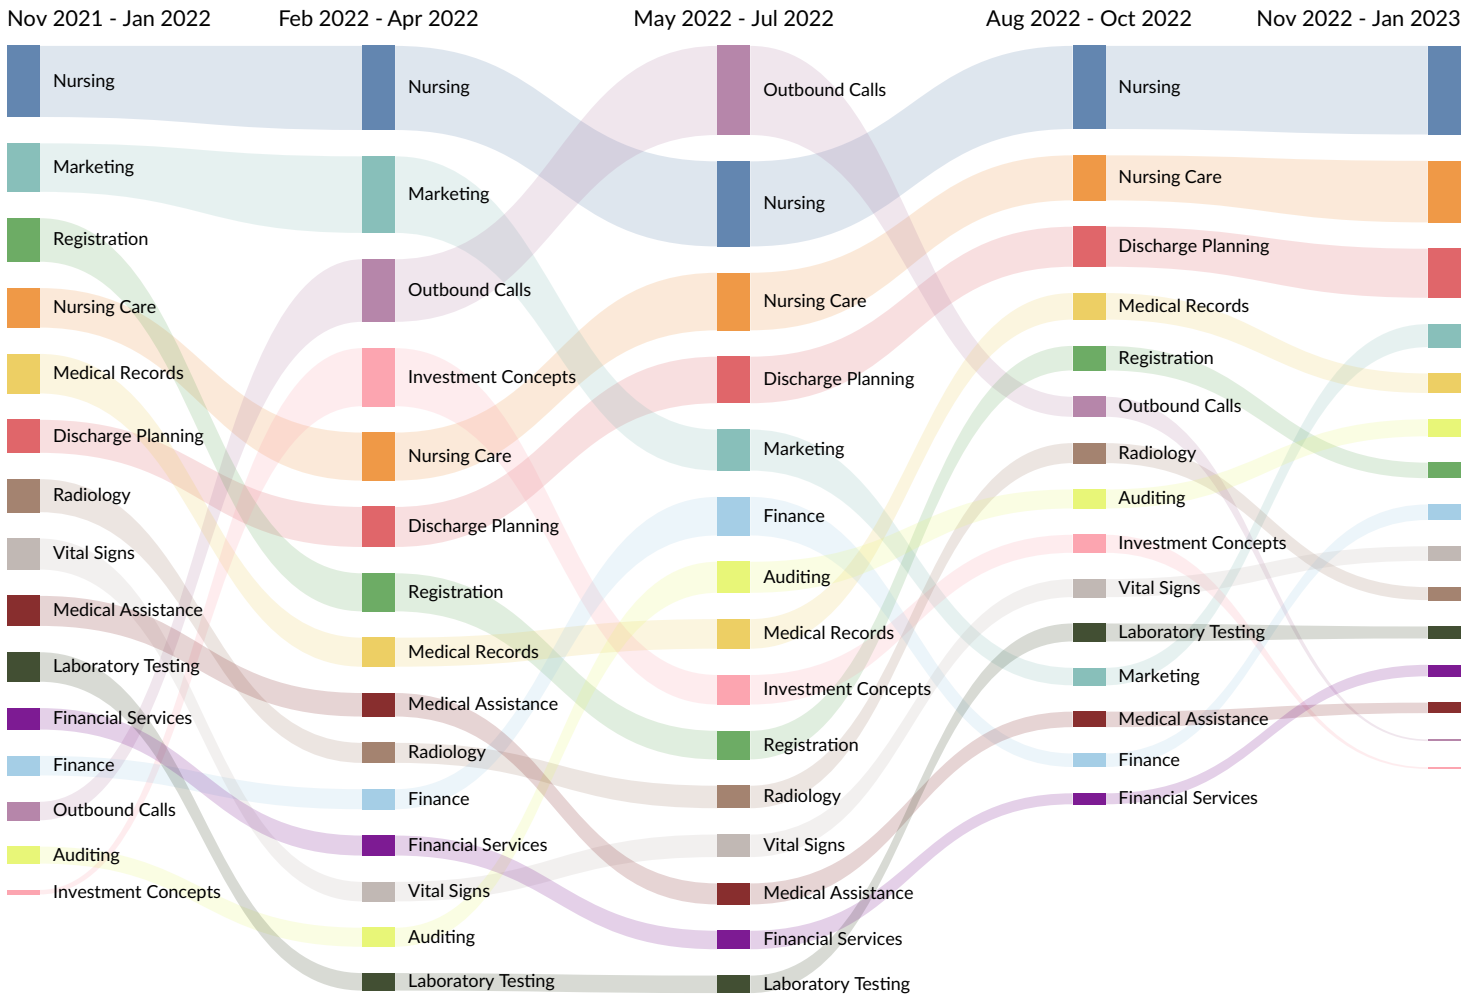 Nov 2021 - Jan 2022
Feb 2022 - Apr 2022
May 2022 - Jul 2022
Aug 2022 - Oct 2022
Nov 2022 - Jan 2023
Nursing
Marketing
Registration
Nursing Care
Medical Records
Discharge Planning
Radiology
Vital Signs
Medical Assistance
Laboratory Testing
Financial Services
Finance
Outbound Calls
Auditing
Investment Concepts
Nursing
Marketing
Outbound Calls
Investment Concepts
Nursing Care
Discharge Planning
Registration
Medical Records
Medical Assistance
Radiology
Finance
Financial Services
Vital Signs
Auditing
Laboratory Testing
Outbound Calls
Nursing
Nursing Care
Discharge Planning
Marketing
Finance
Auditing
Medical Records
Investment Concepts
Registration
Radiology
Vital Signs
Medical Assistance
Financial Services
Laboratory Testing
Nursing
Nursing Care
Discharge Planning
Medical Records
Registration
Outbound Calls
Radiology
Auditing
Investment Concepts
Vital Signs
Laboratory Testing
Marketing
Medical Assistance
Finance
Financial Services